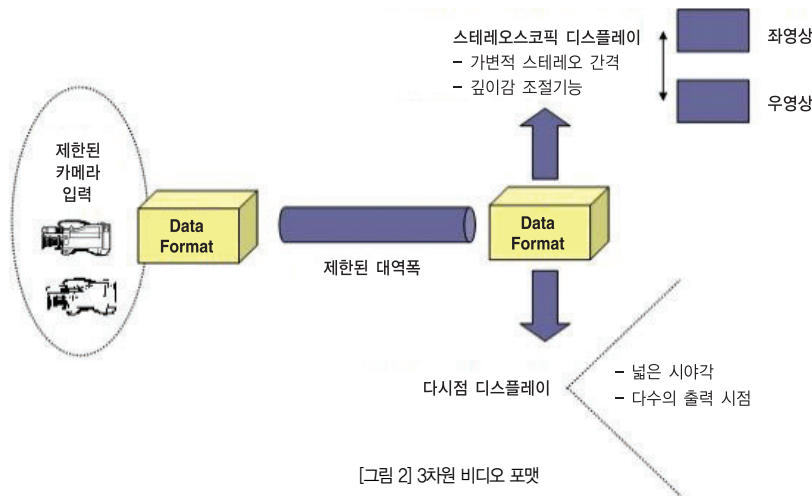 스테레오스코픽 디스플레이
- 가변적 스테레오 간격
- 깊이감 조절기능
좌영상
우영상
제한된
카메라
입력
Data
Format
제한된 대역폭
Data
Format
다시점 디스플레이
- 넓은 시야각
- 다수의 출력 시점
[그림 2] 3차원 비디오 포맷